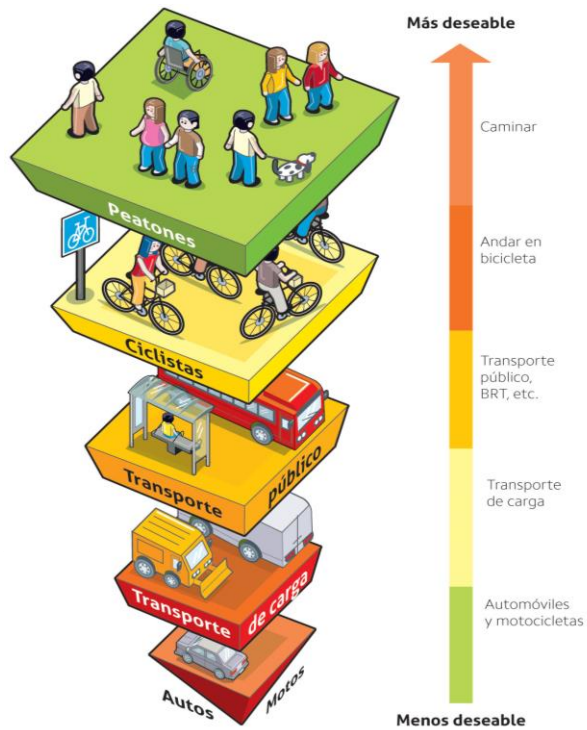 Más deseable
Peatones
Caminar
Ciclistas
Andar en
bicicleta
Transporte público
Transporte
público,
BRT, etc.
Transporte de carga
Transporte
de carga
Autos Motos
Automóviles
y motocicletas
Menos deseable